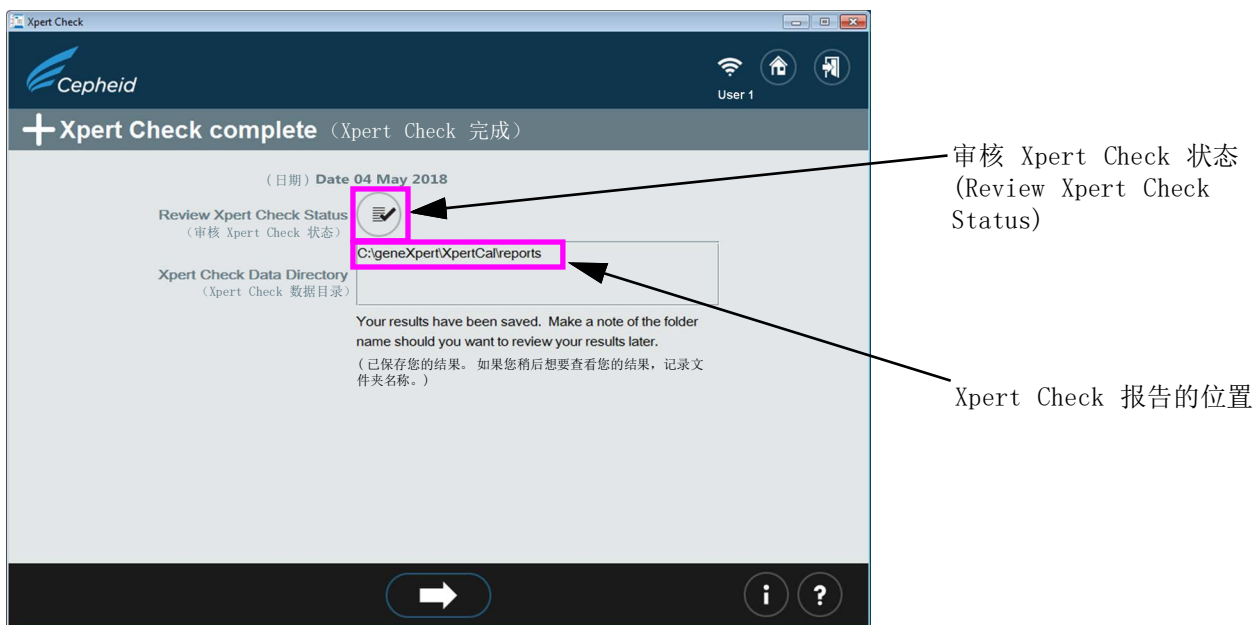 Xpert Check
Cepheid
User 1
Xpert Check complete（Xpert Check 完成）
(日期) Date 04 May 2018
Review Xpert Check Status
（审核 Xpert Check 状态）
C:\geneXpert\XpertCal\reports
Xpert Check Data Directory
（Xpert Check 数据目录）
Your results have been saved.  Make a note of the folder
name should you want to review your results later.
(已保存您的结果。 如果您稍后想要查看您的结果，记录文
件夹名称。)
i
?
审核 Xpert Check 状态
(Review Xpert Check
Status)
Xpert Check 报告的位置